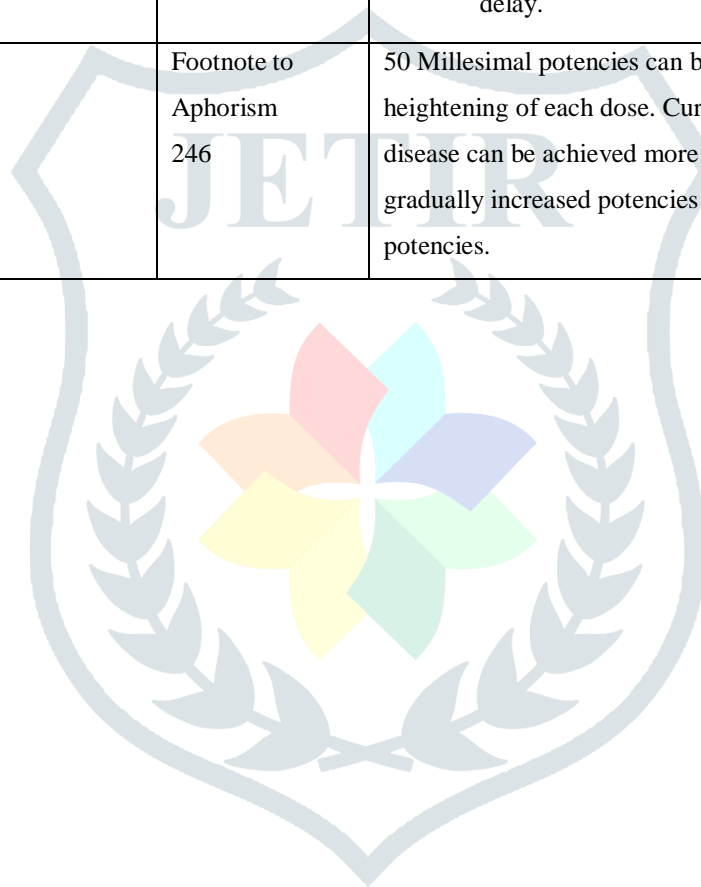 delay.
Footnote to
Aphorism
246
50 Millesimal potencies can b
heightening of each dose. Cur
disease can be achieved more
gradually increased potencies
potencies.
JETIR